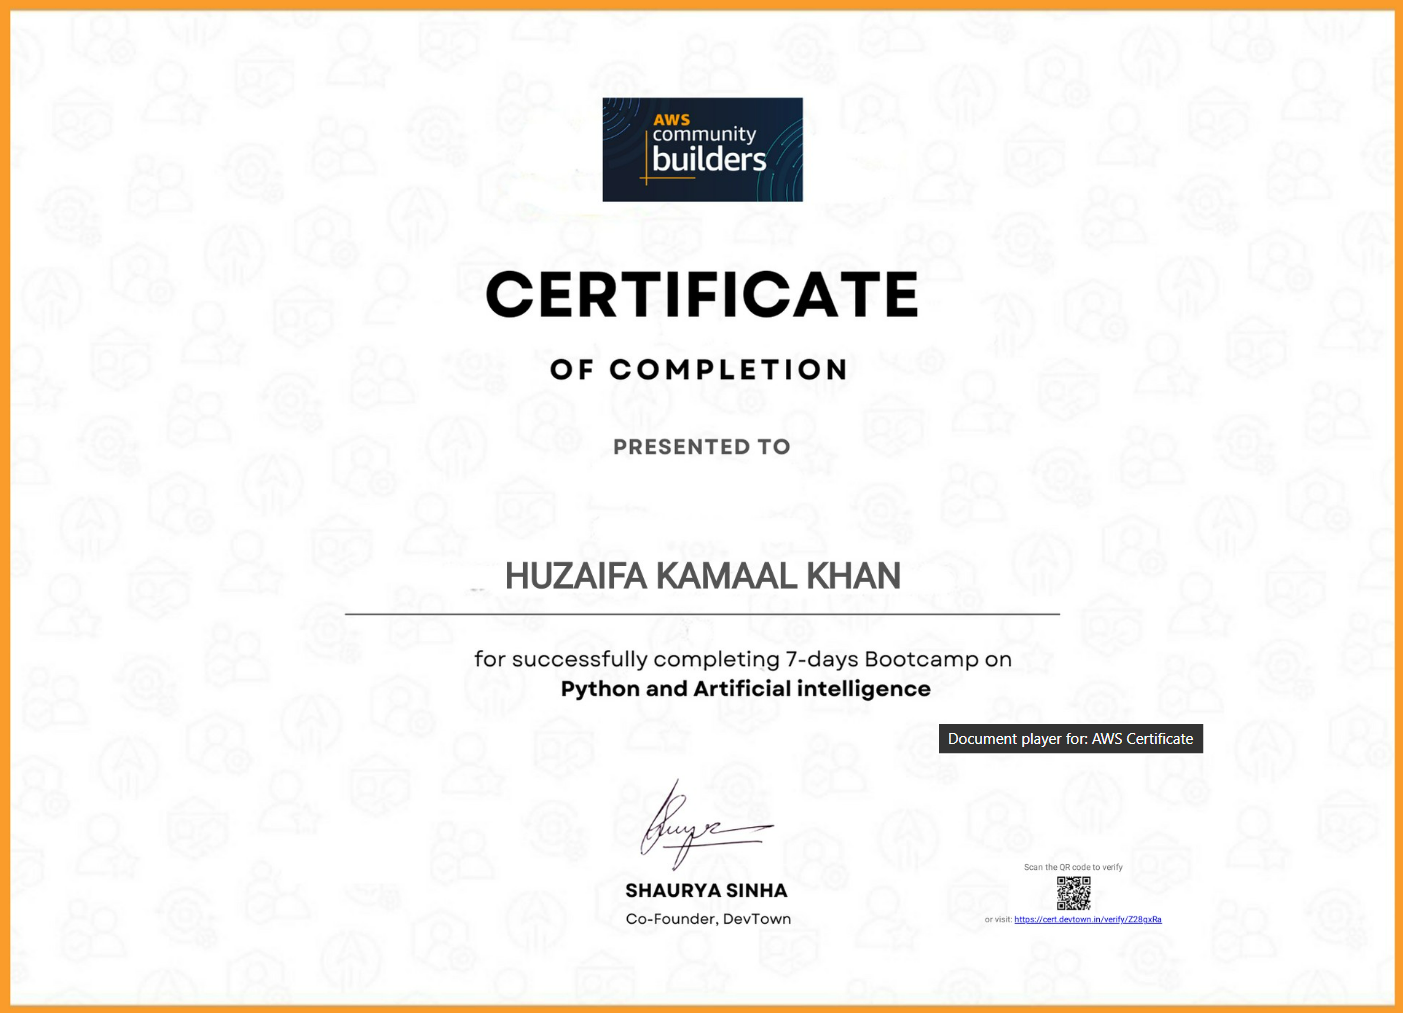 AWS
community
builders
CERTIFICATE
OF COMPLETION
PRESENTED TO
HUZAIFA KAMAAL KHAN
for successfully completing 7-days Bootcamp on
Python and Artificial intelligence
Document player for: AWS Certificate
SHAURYA SINHA
Co-Founder, DevTown
Scan the QR code to verify
or visit: https://cert.devtown.in/verify/Z28gxRa